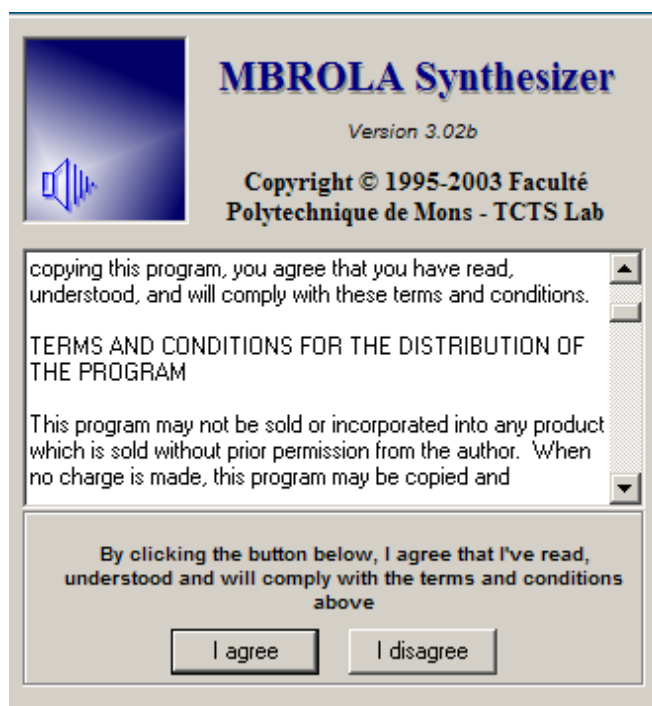 MBROLA Synthesizer
Version 3.02b
Copyright © 1995-2003 Faculté
Polytechnique de Mons - TCTS Lab
copying this program, you agree that you have read,
understood, and will comply with these terms and conditions.
TERMS AND CONDITIONS FOR THE DISTRIBUTION OF
THE PROGRAM
This program may not be sold or incorporated into any product
which is sold without prior permission from the author.  When
no charge is made, this program may be copied and
By clicking the button below, I agree that I've read,
understood and will comply with the terms and conditions
above
I agree
I disagree